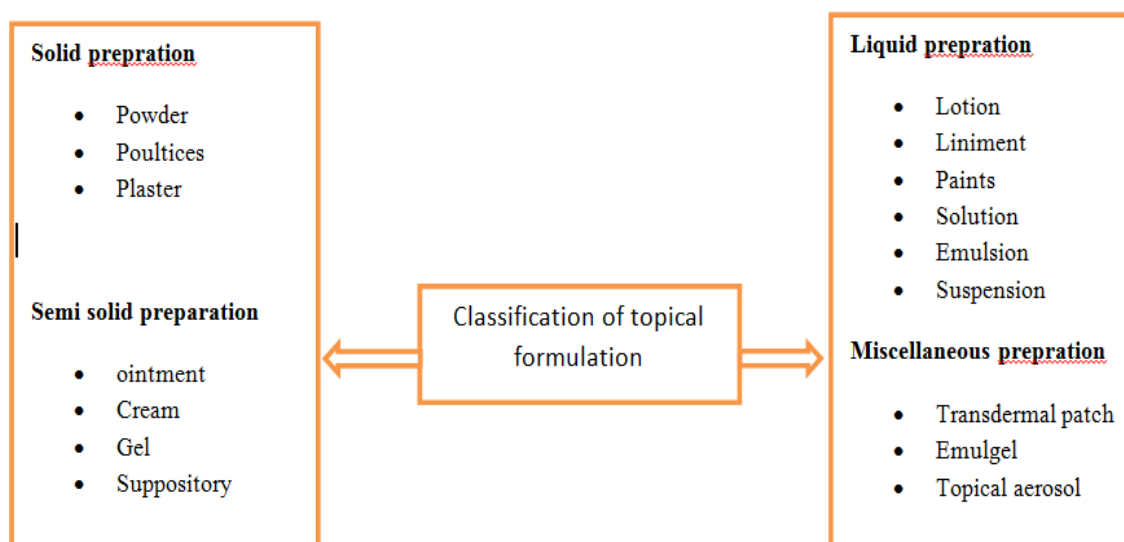 Solid prepration
Powder
Poultices
Plaster
Semi solid preparation
ointment
Cream
Gel
Suppository
Classification of topical
formulation
Liquid prepration
Lotion
Liniment
Paints
Solution
Emulsion
Suspension
Miscellaneous prepration
Transdermal patch
Emulgel
Topical aerosol